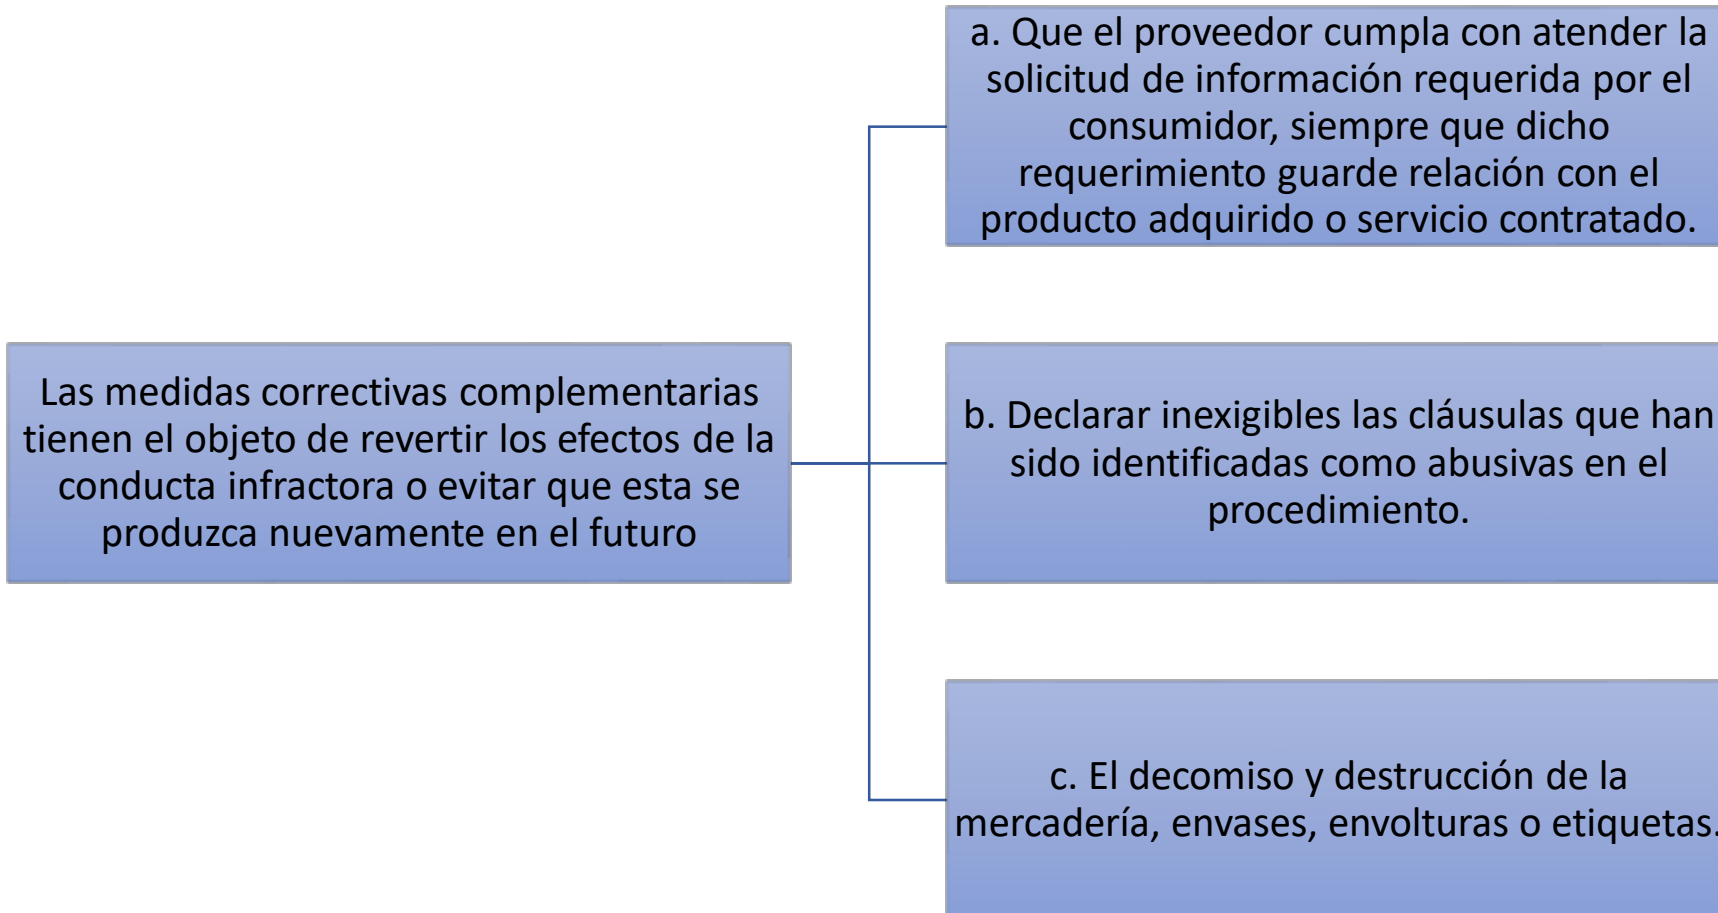 a. Que el proveedor cumpla con atender la
solicitud de información requerida por el
consumidor, siempre que dicho
requerimiento guarde relación con el
producto adquirido o servicio contratado.
Las medidas correctivas complementarias
tienen el objeto de revertir los efectos de la
conducta infractora o evitar que esta se
produzca nuevamente en el futuro
b. Declarar inexigibles las cláusulas que han
sido identificadas como abusivas en el
procedimiento.
c. El decomiso y destrucción de la
mercadería, envases, envolturas o etiquetas.